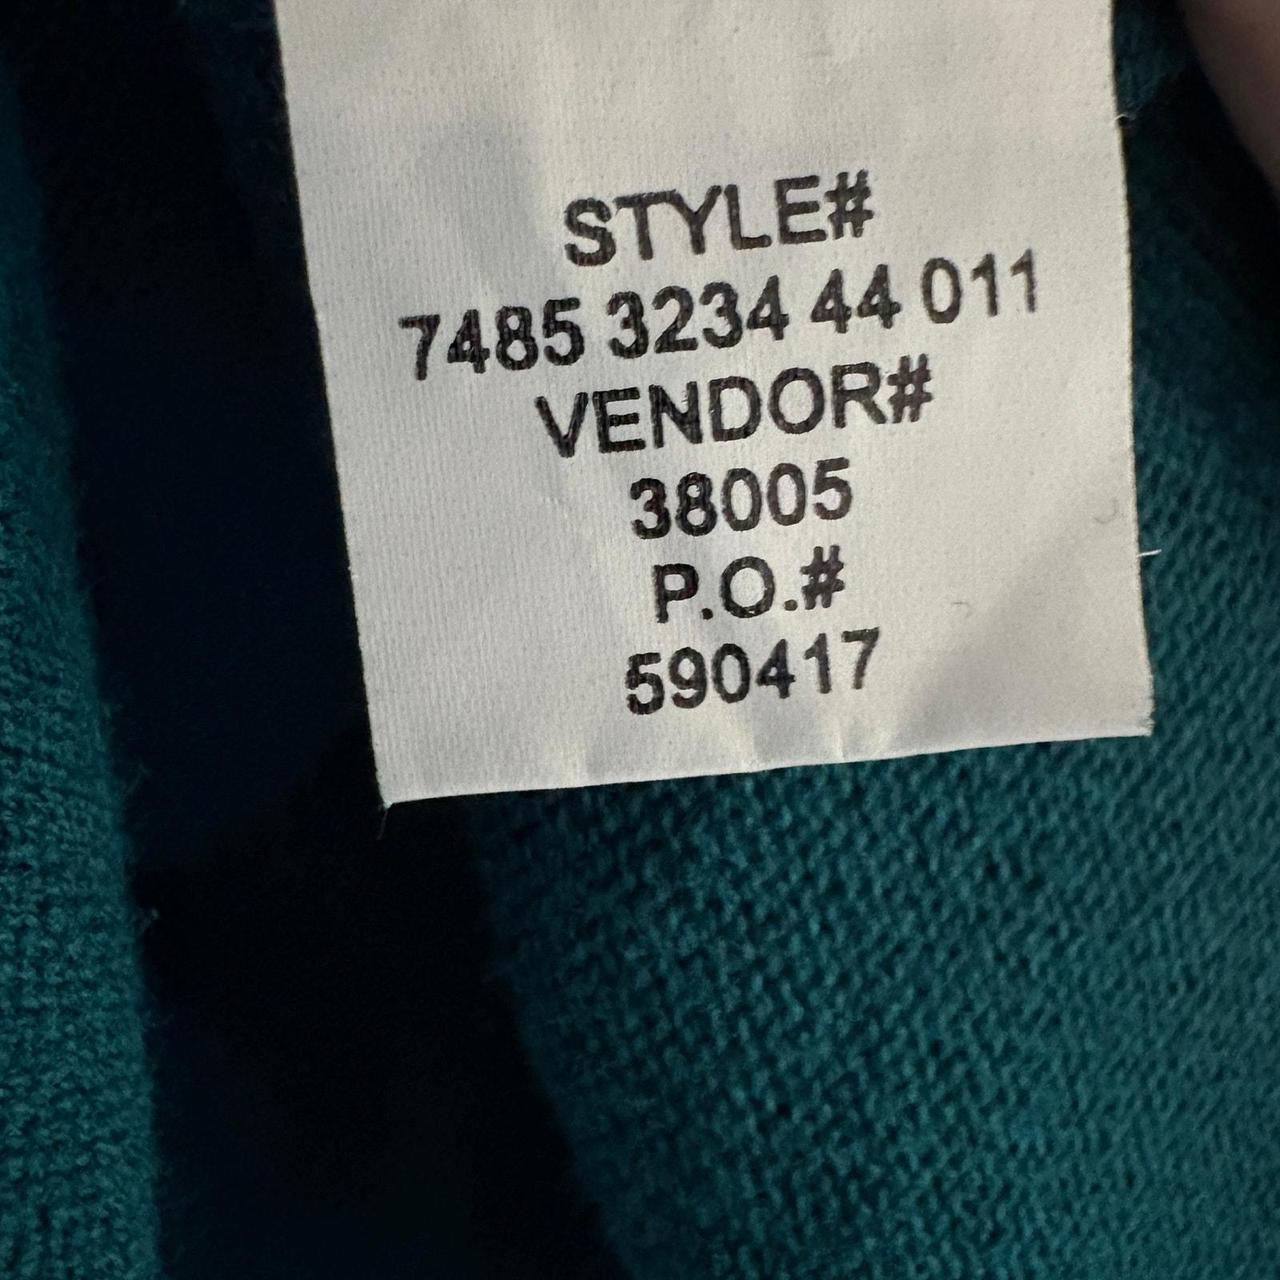 STYLE#
7485 3234 44 011
VENDOR#
38005
P.O.#
590417